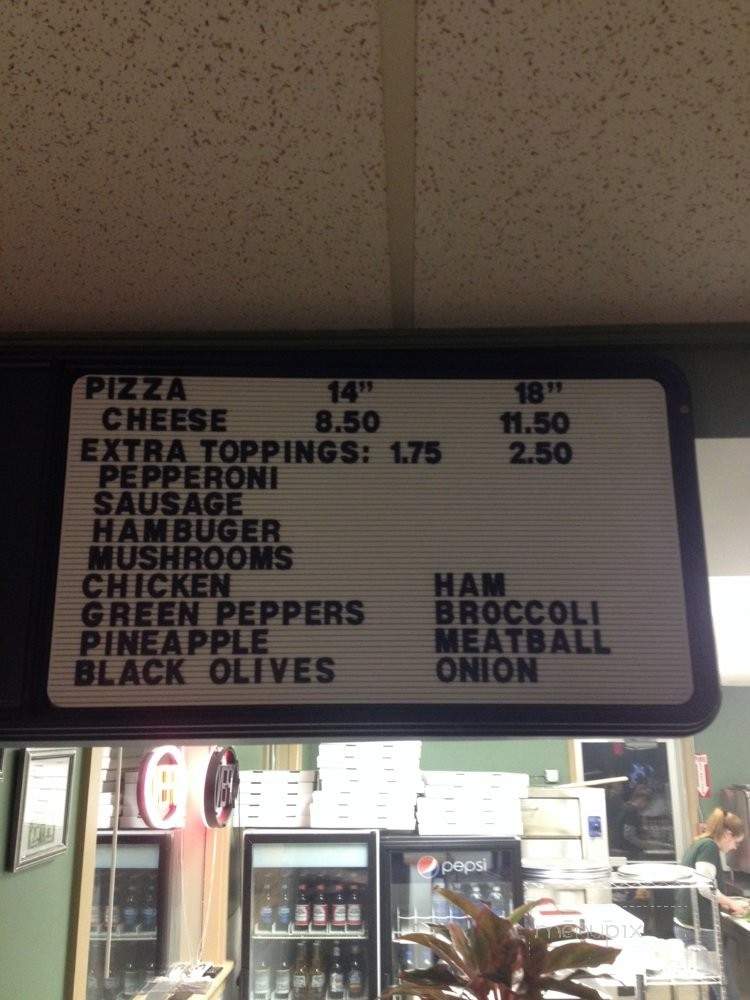 PIZZA 14" 18"
CHEESE 8.50 11.50
EXTRA TOPPINGS: 1.75 2.50
PEPPERONI
SAUSAGE
HAMBUGER
MUSHROOMS
CHICKEN HAM
GREEN PEPPERS BROCCOLI
PINEAPPLE MEATBALL
BLACK OLIVES ONION
pepsi
menupix